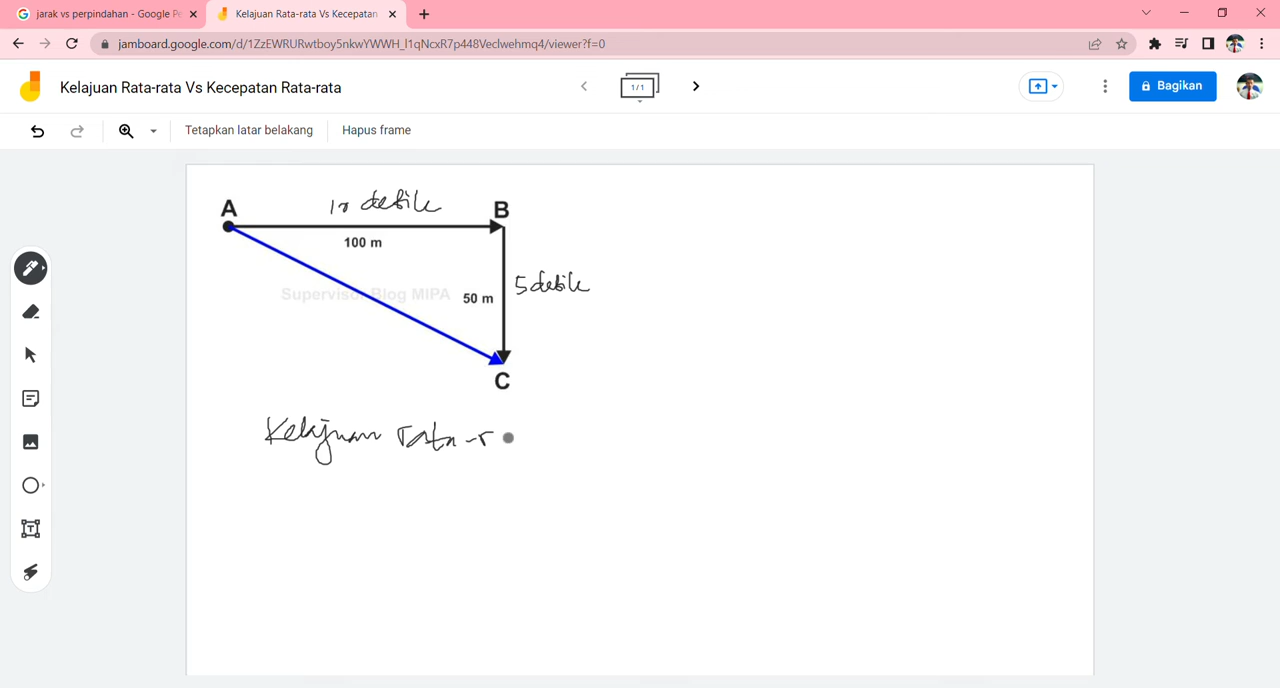 jarak vs perpindahan - Google Pe
Kelajuan Rata-rata Vs Kecepatan
jamboard.google.com/d/1ZzEWRURwtboy5nkwYWWH_l1qNcxR7p448Veclwehmq4/viewer?f=0
Kelajuan Rata-rata Vs Kecepatan Rata-rata
1/1
Bagikan
Tetapkan latar belakang
Hapus frame
10 detik
A
B
100 m
5 detik
Supervisor Blog MIPA
50 m
C
Kelajuan rata-r